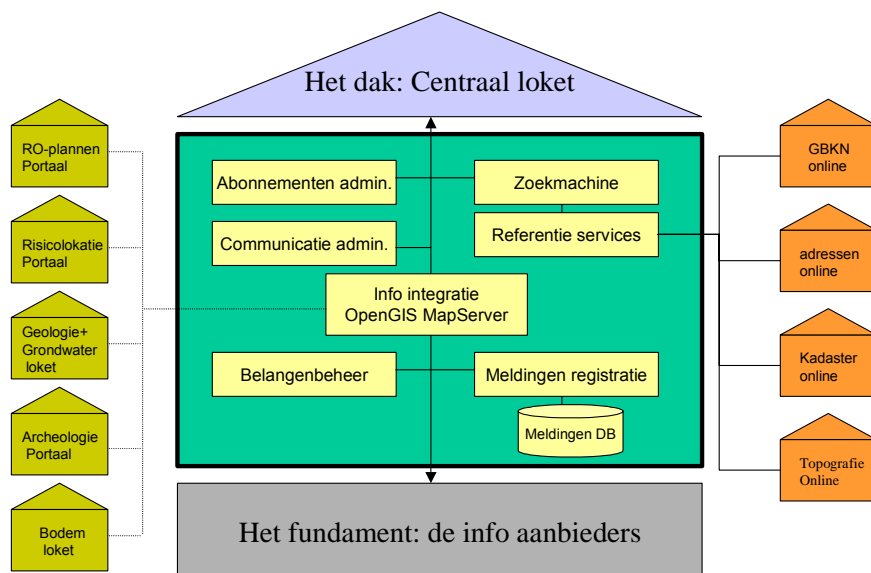 Het dak: Centraal loket
RO-plannen
Portaal
Risicolokatie
Portaal
Geologie+
Grondwater
loket
Archeologie
Portaal
Bodem
loket
Abonnementen admin.
Zoekmachine
Communicatie admin.
Referentie services
Info integratie
OpenGIS MapServer
Belangenbeheer
Meldingen registratie
Meldingen DB
GBKN
online
adressen
online
Kadaster
online
Topografie
Online
Het fundament: de info aanbieders